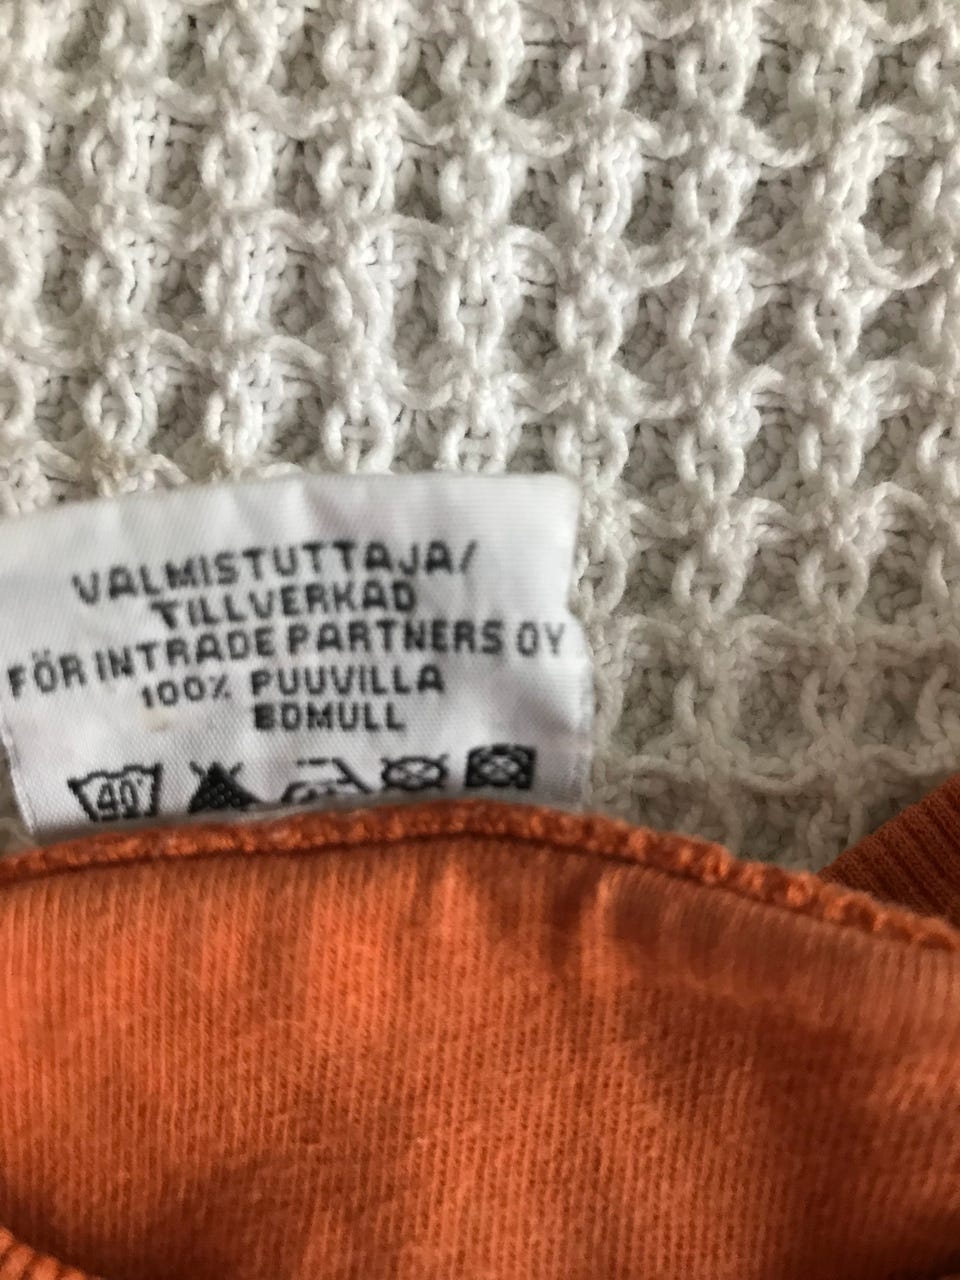 VALMISTUTTAJA/
TILLVERKAD
FÖR INTRADE PARTNERS OY
100% PUUVILLA
BOMULL
40°